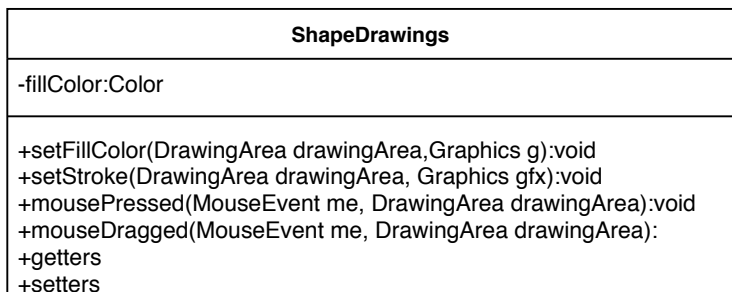 ShapeDrawings
-fillColor:Color
+setFillColor(DrawingArea drawingArea,Graphics g):void
+setStroke(DrawingArea drawingArea, Graphics gfx):void
+mousePressed(MouseEvent me, DrawingArea drawingArea):void
+mouseDragged(MouseEvent me, DrawingArea drawingArea):
+getters
+setters